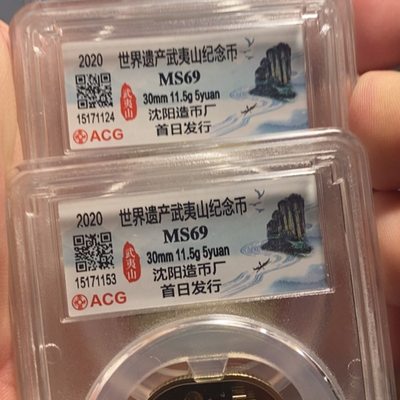 2020 世界遗产武夷山纪念币
MS69
武夷山
30mm 11.5g 5yuan
15171124
沈阳造币厂
ACG
首日发行
2020 世界遗产武夷山纪念币
MS69
武夷山
30mm 11.5g 5yuan
15171153
沈阳造币厂
ACG
首日发行